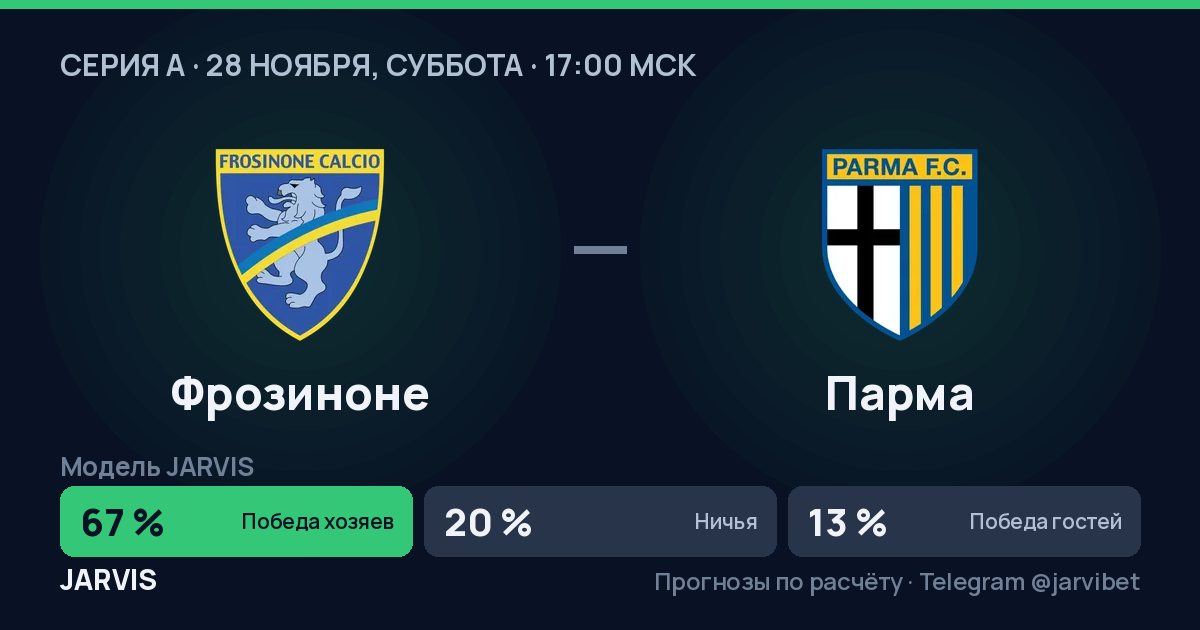 СЕРИЯ А · 28 НОЯБРЯ, СУББОТА · 17:00 МСК
FROSINONE CALCIO
PARMA F.C.
Фрозиноне
—
Парма
Модель JARVIS
67 % Победа хозяев
20 % Ничья
13 % Победа гостей
JARVIS
Прогнозы по расчёту · Telegram @jarvibet